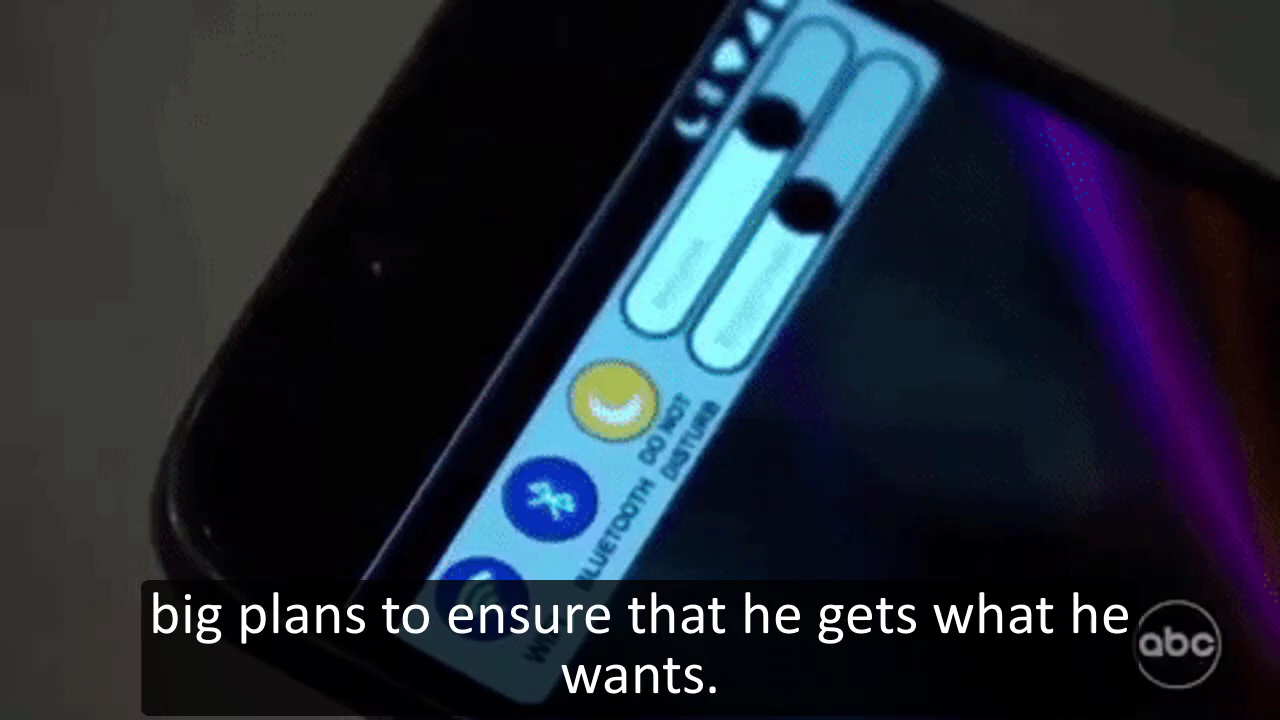 DO NOT
DISTURB
BLUETOOTH
big plans to ensure that he gets what he
wants.
abc